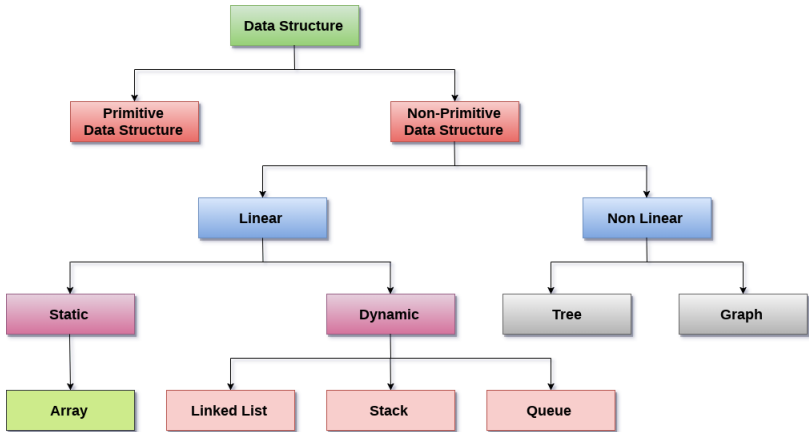 Data Structure
Primitive
Data Structure
Non-Primitive
Data Structure
Linear
Non Linear
Static
Dynamic
Tree
Graph
Array
Linked List
Stack
Queue